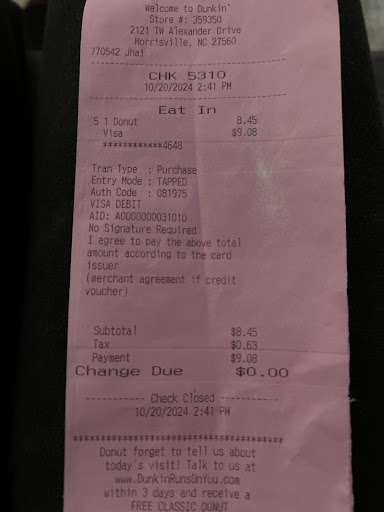 Welcome to Dunkin'
Store #: 359350
2121 TW Alexander Drive
Morrisville, NC 27560
770542 Jhaj
CHK 5310
10/20/2024 2:41 PM
Eat In
5 1 Donut 8.45
Visa $9.08
************4648
Tran Type : Purchase
Entry Mode : TAPPED
Auth Code : 081975
VISA DEBIT
AID: A0000000031010
No Signature Required
I agree to pay the above total
amount according to the card
issuer
(merchant agreement if credit
voucher)
Subtotal $8.45
Tax $0.63
Payment $9.08
Change Due $0.00
----------- Check Closed -----------
10/20/2024 2:41 PM
************************************
Donut forget to tell us about
today's visit! Talk to us at
www.DunkinRunsOnYou.com
within 3 days and receive a
FREE CLASSIC DONUT